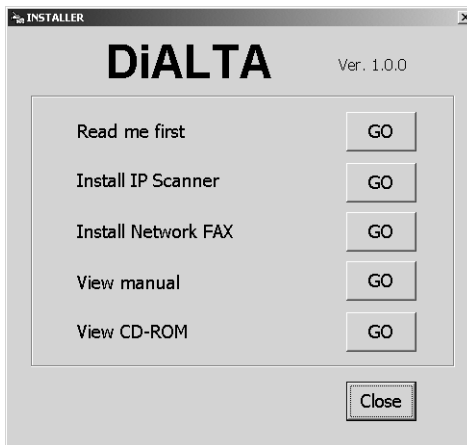 INSTALLER
DiALTA Ver. 1.0.0
Read me first GO
Install IP Scanner GO
Install Network FAX GO
View manual GO
View CD-ROM GO
Close